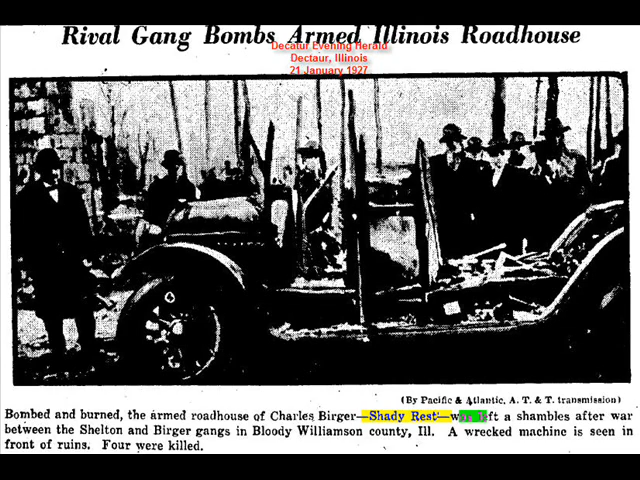 Rival Gang Bombs Armed Illinois Roadhouse
Decatur Evening Herald
Dectaur, Illinois
21 January 1927
(By Pacific & Atlantic, A. T. & T. transmission)
Bombed and burned, the armed roadhouse of Charles Birger—Shady Rest—was left a shambles after war
between the Shelton and Birger gangs in Bloody Williamson county, Ill. A wrecked machine is seen in
front of ruins. Four were killed.